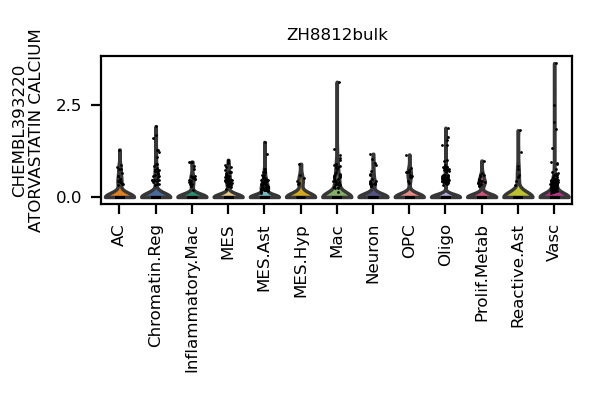 ZH8812bulk
CHEMBL393220
ATORVASTATIN CALCIUM
2.5
0.0
AC
Chromatin.Reg
Inflammatory.Mac
MES
MES.Ast
MES.Hyp
Mac
Neuron
OPC
Oligo
Prolif.Metab
Reactive.Ast
Vasc